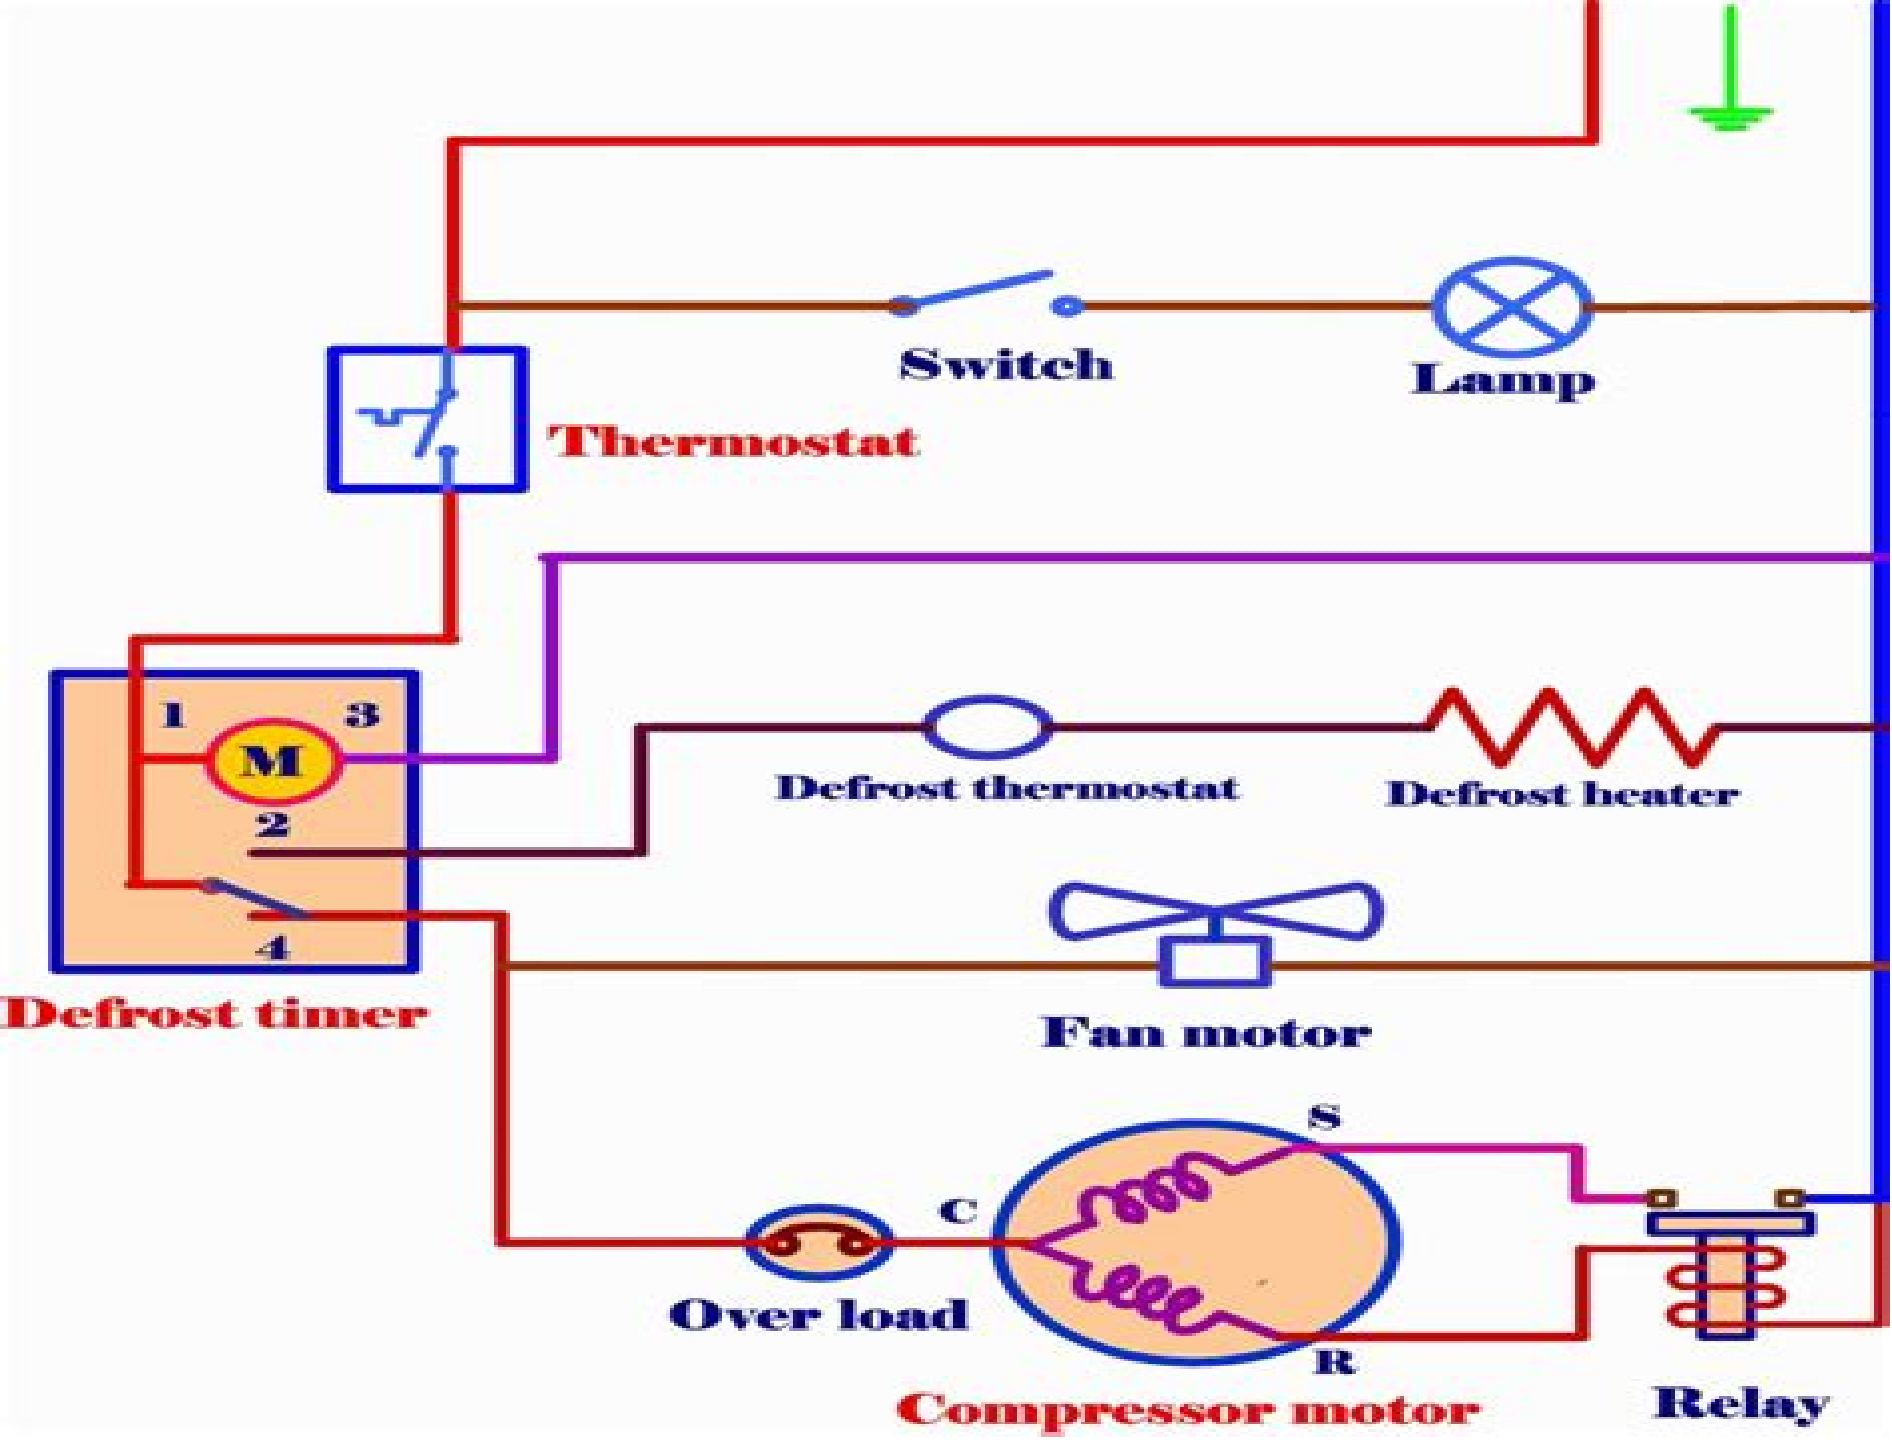 Switch
Lamp
Thermostat
1
3
M
2
4
Defrost thermostat
Defrost heater
Defrost timer
Fan motor
S
C
Over load
R
Compressor motor
Relay